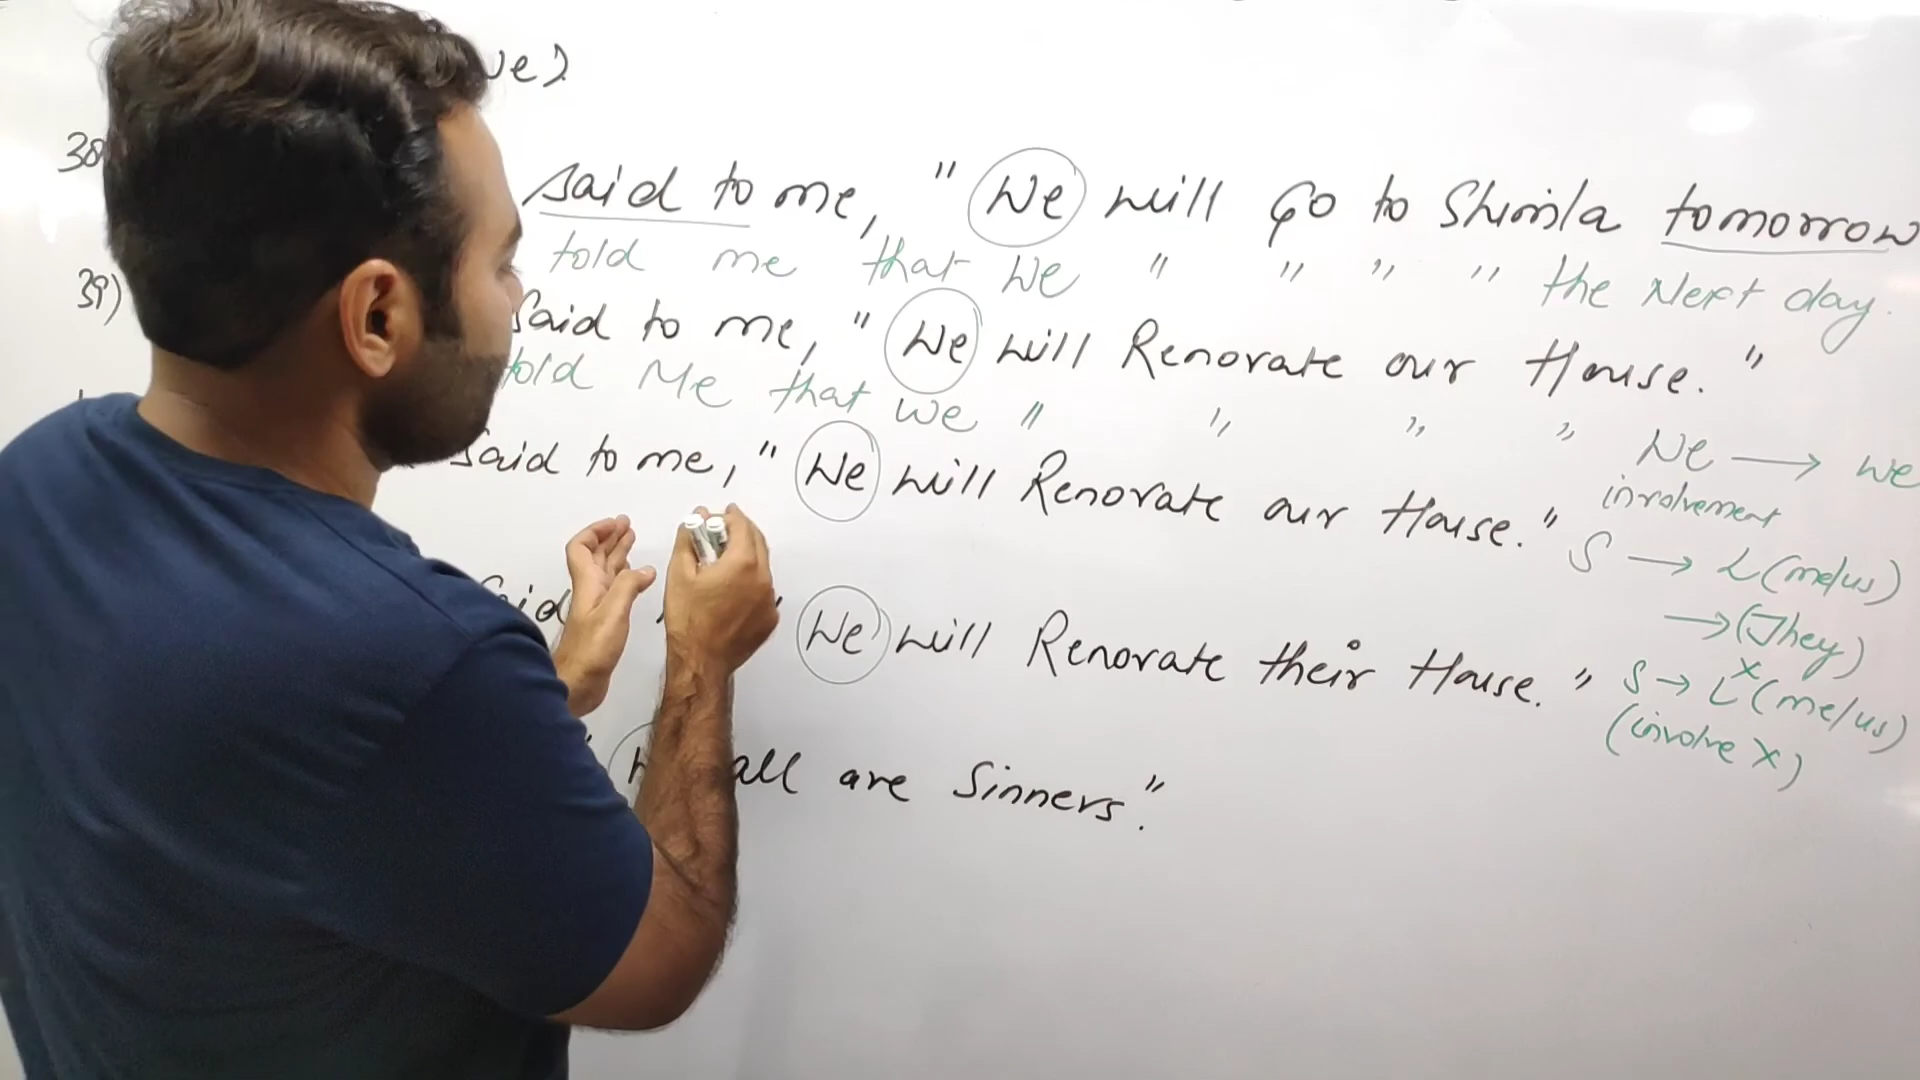 38
said to me, "We will Go to Shimla tomorrow
told me that we " " " " the Next day.
39)
said to me, "We will Renovate our House."
told Me that we " " " "
We → we
involvement
said to me, "We will Renovate our House."
S → L (me/us)
→ (They)
said "We will Renovate their House."
S → L x (me/us)
(involve X)
all are Sinners."